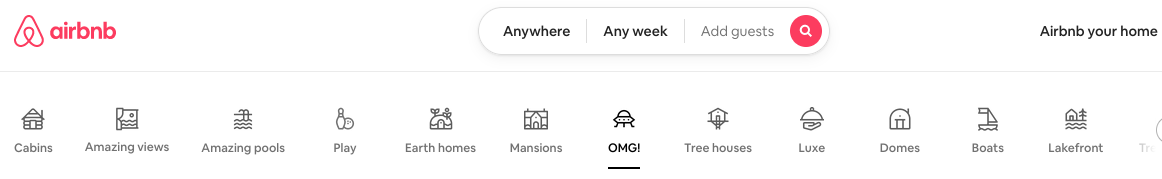 airbnb
Anywhere Any week Add guests
Airbnb your home
Cabins Amazing views Amazing pools Play Earth homes Mansions OMG! Tree houses Luxe Domes Boats Lakefront